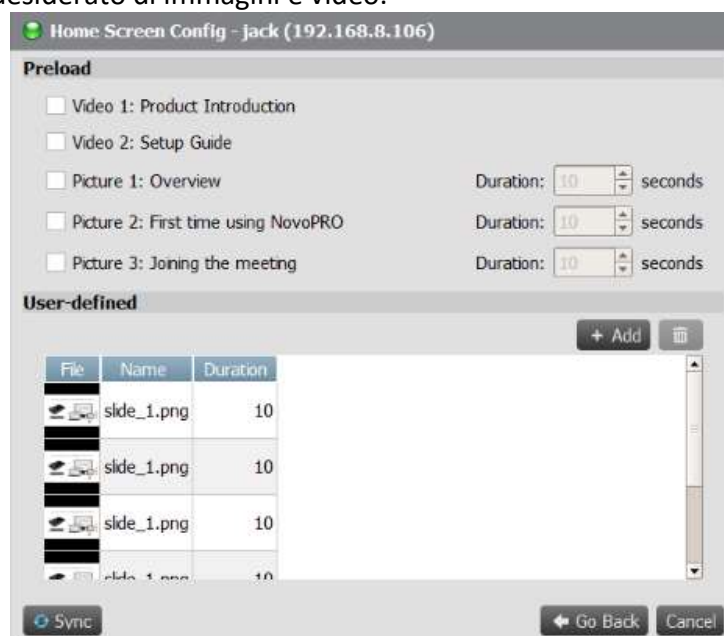 desiderato di immagini e video.
Home Screen Config - jack (192.168.8.106)
Preload
Video 1: Product Introduction
Video 2: Setup Guide
Picture 1: Overview Duration: 10 seconds
Picture 2: First time using NovoPRO Duration: 10 seconds
Picture 3: Joining the meeting Duration: 10 seconds
User-defined
+ Add
File Name Duration
slide_1.png 10
slide_1.png 10
slide_1.png 10
slide_1.png 10
Sync Go Back Cancel